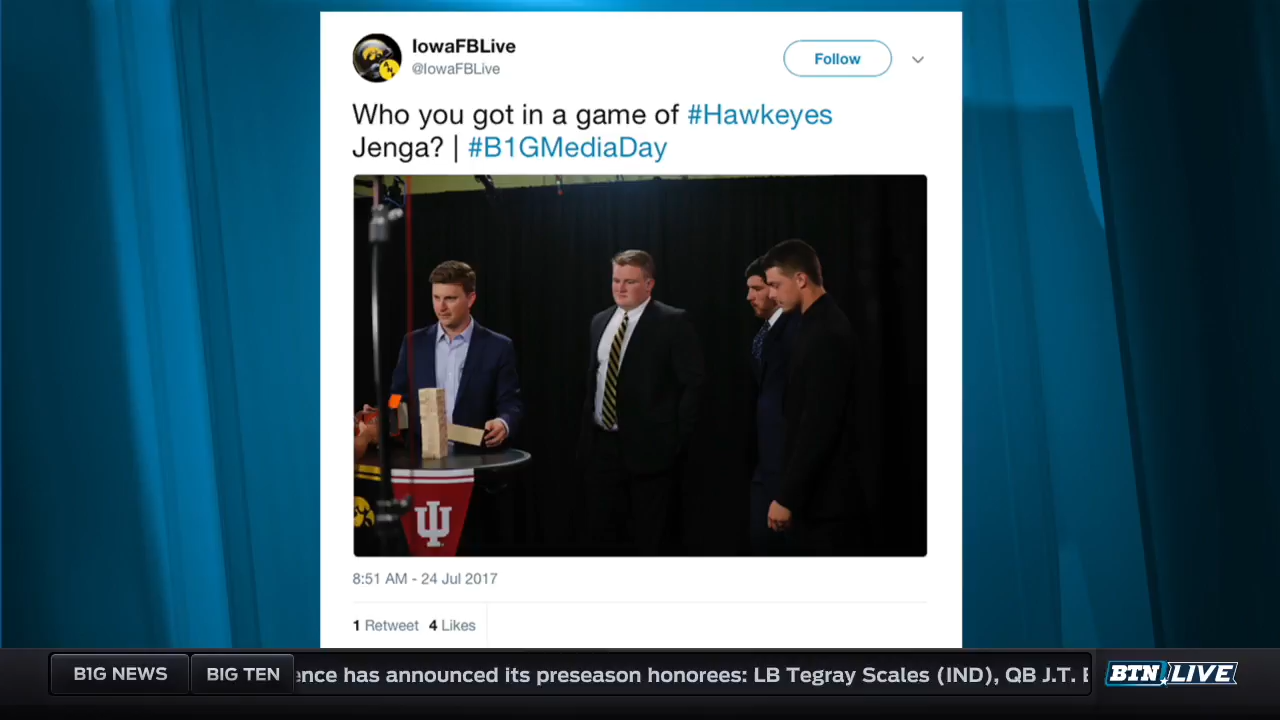 IowaFBLive
@IowaFBLive
Follow
Who you got in a game of #Hawkeyes
Jenga? | #B1GMediaDay
8:51 AM - 24 Jul 2017
1 Retweet 4 Likes
B1G NEWS
BIG TEN
ence has announced its preseason honorees: LB Tegray Scales (IND), QB J.T. B
BTN LIVE